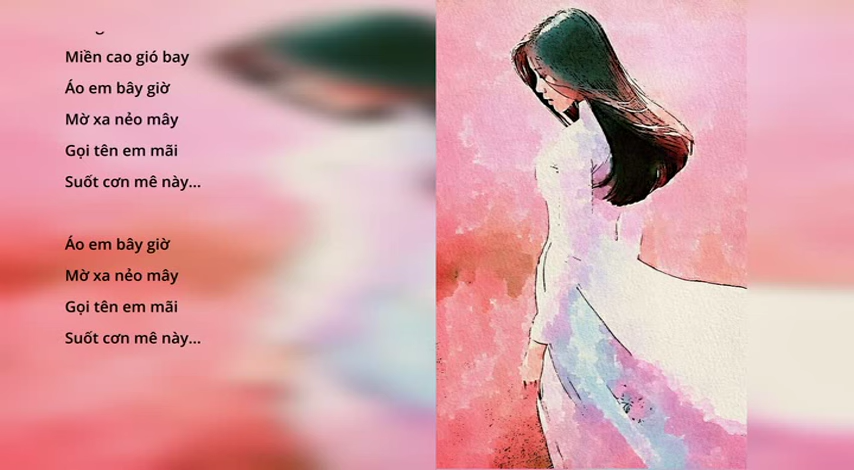 Miền cao gió bay
Áo em bây giờ
Mờ xa nẻo mây
Gọi tên em mãi
Suốt cơn mê này...
Áo em bây giờ
Mờ xa nẻo mây
Gọi tên em mãi
Suốt cơn mê này...